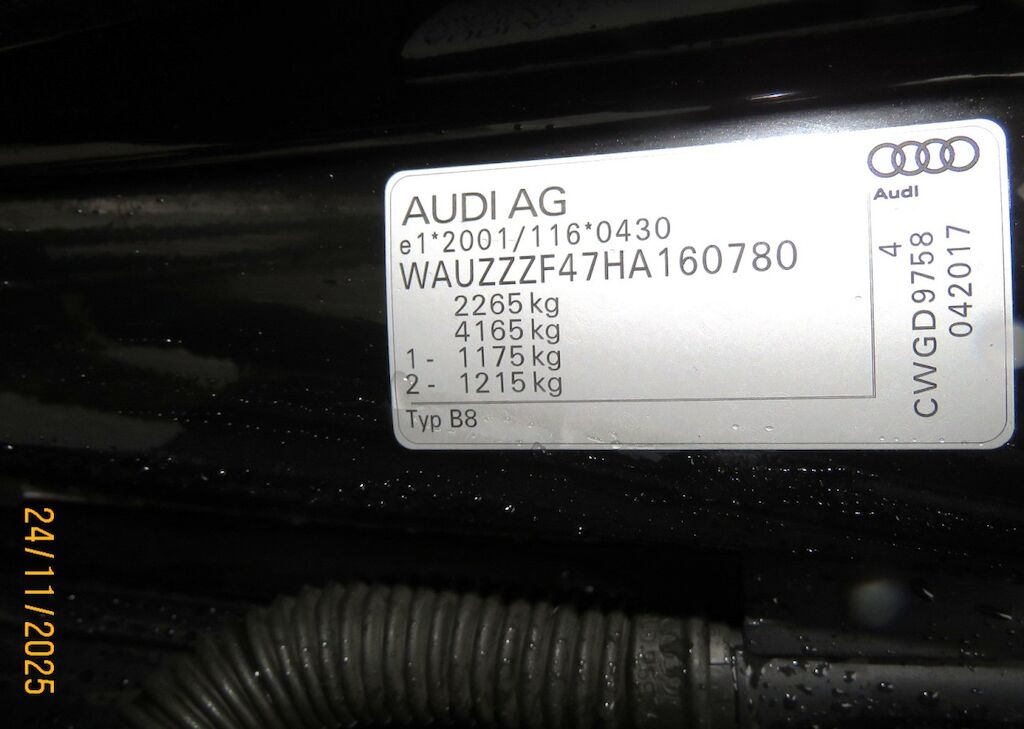 Audi
AUDI AG
e1*2001/116*0430
WAUZZZF47HA160780
2265 kg
4165 kg
1 - 1175 kg
2 - 1215 kg
Typ B8
4
CWGD9758
042017
24/11/2025